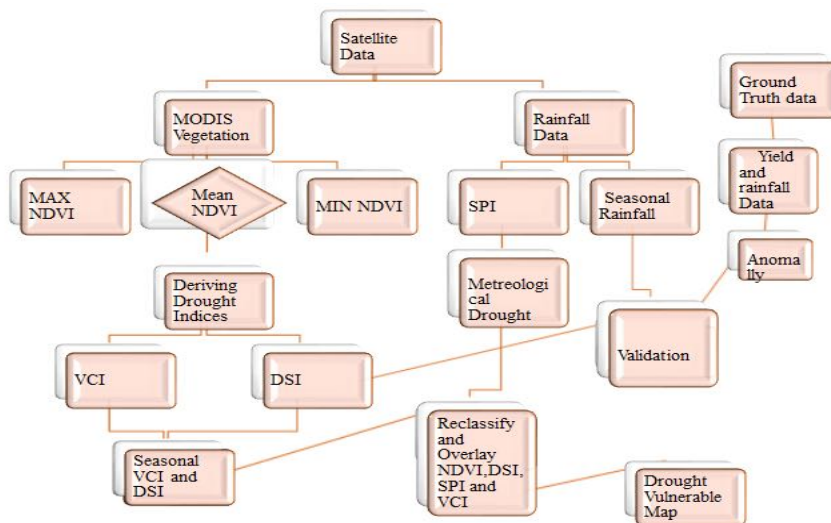 Satellite
Data
Ground
Truth data
MODIS
Vegetation
Rainfall
Data
Yield and
rainfall Data
MAX
NDVI
Mean
NDVI
MIN NDVI
SPI
Seasonal
Rainfall
Anoma
lly
Deriving
Drought
Indices
Metreologi
cal
Drought
Validation
VCI
DSI
Seasonal
VCI and
DSI
Reclassify
and
Overlay
NDVI,DSI,
SPI and
VCI
Drought
Vulnerable
Map